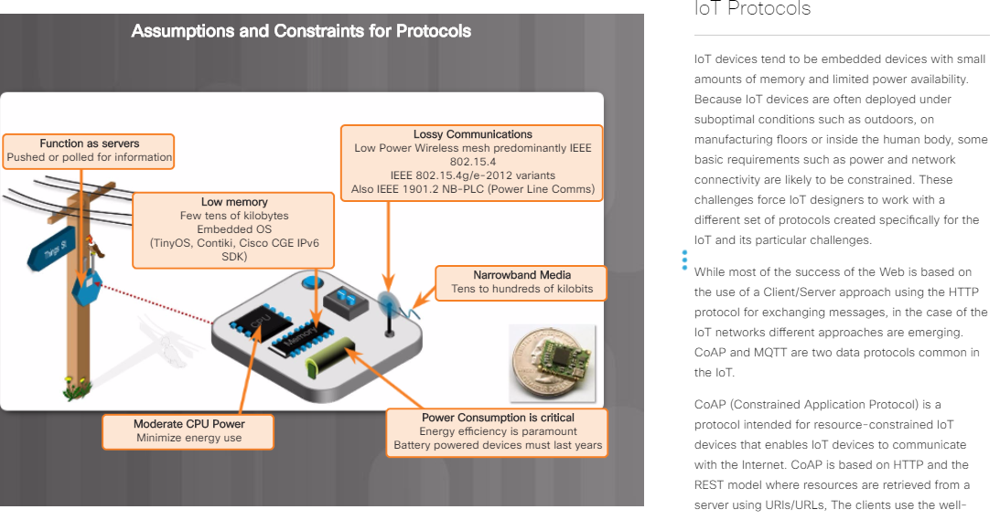 Assumptions and Constraints for Protocols
Function as servers
Pushed or polled for information
Lossy Communications
Low Power Wireless mesh predominantly IEEE
802.15.4
IEEE 802.15.4g/e-2012 variants
Also IEEE 1901.2 NB-PLC (Power Line Comms)
Low memory
Few tens of kilobytes
Embedded OS
(TinyOS, Contiki, Cisco CGE IPv6
SDK)
Things St
Narrowband Media
Tens to hundreds of kilobits
CPU
Memory
Moderate CPU Power
Minimize energy use
Power Consumption is critical
Energy efficiency is paramount
Battery powered devices must last years
IoT Protocols
IoT devices tend to be embedded devices with small
amounts of memory and limited power availability.
Because IoT devices are often deployed under
suboptimal conditions such as outdoors, on
manufacturing floors or inside the human body, some
basic requirements such as power and network
connectivity are likely to be constrained. These
challenges force IoT designers to work with a
different set of protocols created specifically for the
IoT and its particular challenges.
While most of the success of the Web is based on
the use of a Client/Server approach using the HTTP
protocol for exchanging messages, in the case of the
IoT networks different approaches are emerging.
CoAP and MQTT are two data protocols common in
the IoT.
CoAP (Constrained Application Protocol) is a
protocol intended for resource-constrained IoT
devices that enables IoT devices to communicate
with the Internet. CoAP is based on HTTP and the
REST model where resources are retrieved from a
server using URIs/URLs, The clients use the well-